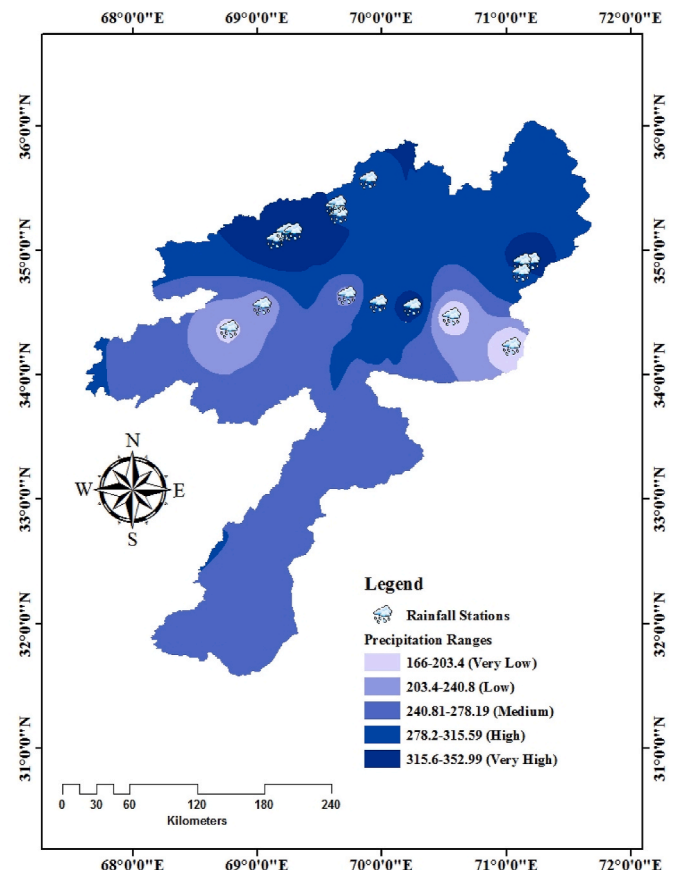 68°0'0"E 69°0'0"E 70°0'0"E 71°0'0"E 72°0'0"E
36°0'0"N 36°0'0"N
35°0'0"N 35°0'0"N
34°0'0"N 34°0'0"N
N
W E
S
33°0'0"N 33°0'0"N
32°0'0"N 32°0'0"N
31°0'0"N 31°0'0"N
Legend
Rainfall Stations
Precipitation Ranges
166-203.4 (Very Low)
203.4-240.8 (Low)
240.81-278.19 (Medium)
278.2-315.59 (High)
315.6-352.99 (Very High)
0 30 60 120 180 240
Kilometers
68°0'0"E 69°0'0"E 70°0'0"E 71°0'0"E 72°0'0"E